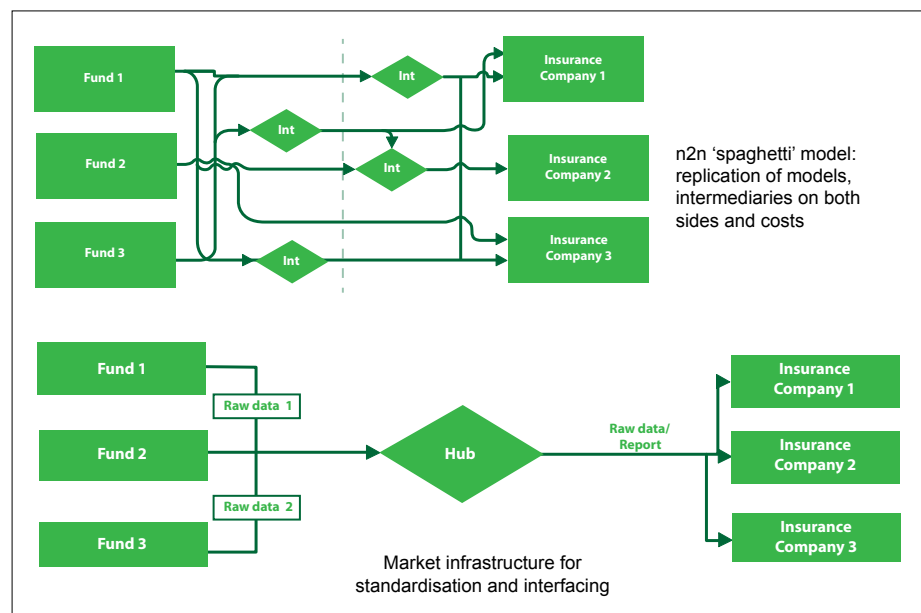 Fund 1
Int
Insurance
Company 1
Int
Fund 2
Int
Insurance
Company 2
n2n ‘spaghetti’ model:
replication of models,
intermediaries on both
sides and costs
Fund 3
Int
Insurance
Company 3
Fund 1
Raw data 1
Insurance
Company 1
Fund 2
Hub
Raw data/
Report
Insurance
Company 2
Raw data 2
Fund 3
Insurance
Company 3
Market infrastructure for
standardisation and interfacing